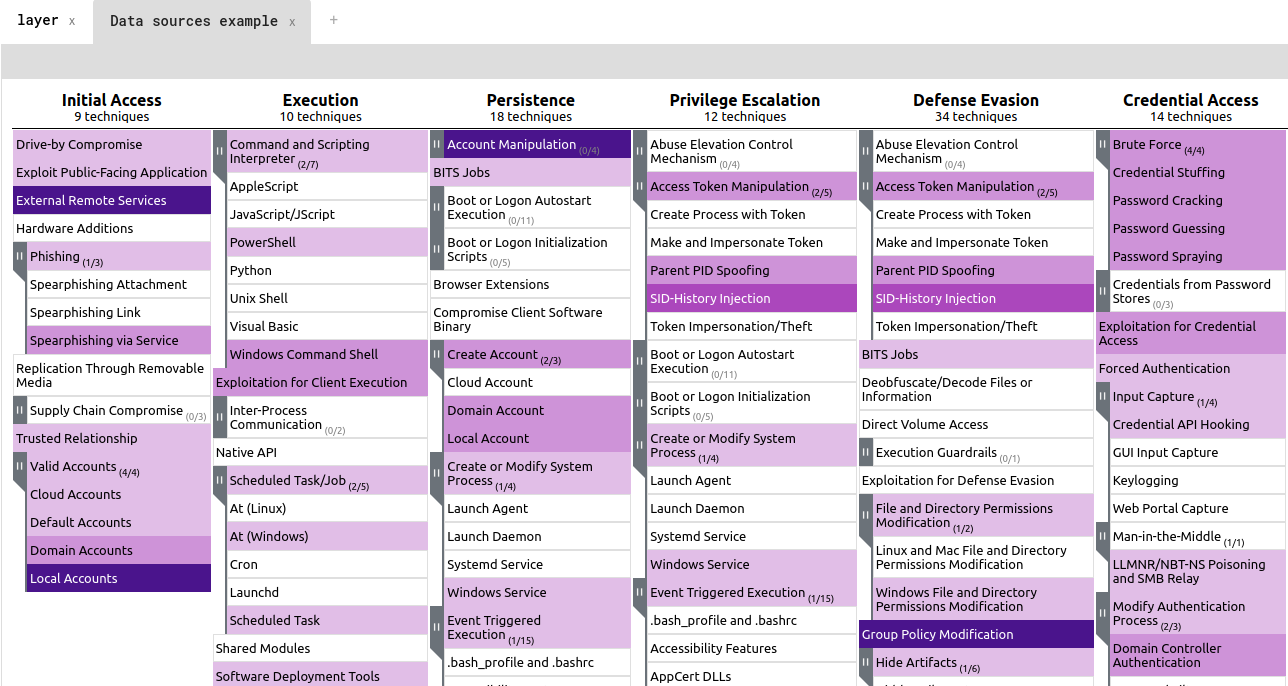 layer x
Data sources example x
+
Initial Access
9 techniques
Drive-by Compromise
Exploit Public-Facing Application
External Remote Services
Hardware Additions
Phishing (1/3)
Spearphishing Attachment
Spearphishing Link
Spearphishing via Service
Replication Through Removable
Media
Supply Chain Compromise (0/3)
Trusted Relationship
Valid Accounts (4/4)
Cloud Accounts
Default Accounts
Domain Accounts
Local Accounts
Execution
10 techniques
Command and Scripting
Interpreter (2/7)
AppleScript
JavaScript/JScript
PowerShell
Python
Unix Shell
Visual Basic
Windows Command Shell
Exploitation for Client Execution
Inter-Process
Communication (0/2)
Native API
Scheduled Task/Job (2/5)
At (Linux)
At (Windows)
Cron
Launchd
Scheduled Task
Shared Modules
Software Deployment Tools
Persistence
18 techniques
Account Manipulation (0/4)
BITS Jobs
Boot or Logon Autostart
Execution (0/11)
Boot or Logon Initialization
Scripts (0/5)
Browser Extensions
Compromise Client Software
Binary
Create Account (2/3)
Cloud Account
Domain Account
Local Account
Create or Modify System
Process (1/4)
Launch Agent
Launch Daemon
Systemd Service
Windows Service
Event Triggered
Execution (1/15)
.bash_profile and .bashrc
Privilege Escalation
12 techniques
Abuse Elevation Control
Mechanism (0/4)
Access Token Manipulation (2/5)
Create Process with Token
Make and Impersonate Token
Parent PID Spoofing
SID-History Injection
Token Impersonation/Theft
Boot or Logon Autostart
Execution (0/11)
Boot or Logon Initialization
Scripts (0/5)
Create or Modify System
Process (1/4)
Launch Agent
Launch Daemon
Systemd Service
Windows Service
Event Triggered Execution (1/15)
.bash_profile and .bashrc
Accessibility Features
AppCert DLLs
Defense Evasion
34 techniques
Abuse Elevation Control
Mechanism (0/4)
Access Token Manipulation (2/5)
Create Process with Token
Make and Impersonate Token
Parent PID Spoofing
SID-History Injection
Token Impersonation/Theft
BITS Jobs
Deobfuscate/Decode Files or
Information
Direct Volume Access
Execution Guardrails (0/1)
Exploitation for Defense Evasion
File and Directory Permissions
Modification (1/2)
Linux and Mac File and Directory
Permissions Modification
Windows File and Directory
Permissions Modification
Group Policy Modification
Hide Artifacts (1/6)
Credential Access
14 techniques
Brute Force (4/4)
Credential Stuffing
Password Cracking
Password Guessing
Password Spraying
Credentials from Password
Stores (0/3)
Exploitation for Credential
Access
Forced Authentication
Input Capture (1/4)
Credential API Hooking
GUI Input Capture
Keylogging
Web Portal Capture
Man-in-the-Middle (1/1)
LLMNR/NBT-NS Poisoning
and SMB Relay
Modify Authentication
Process (2/3)
Domain Controller
Authentication